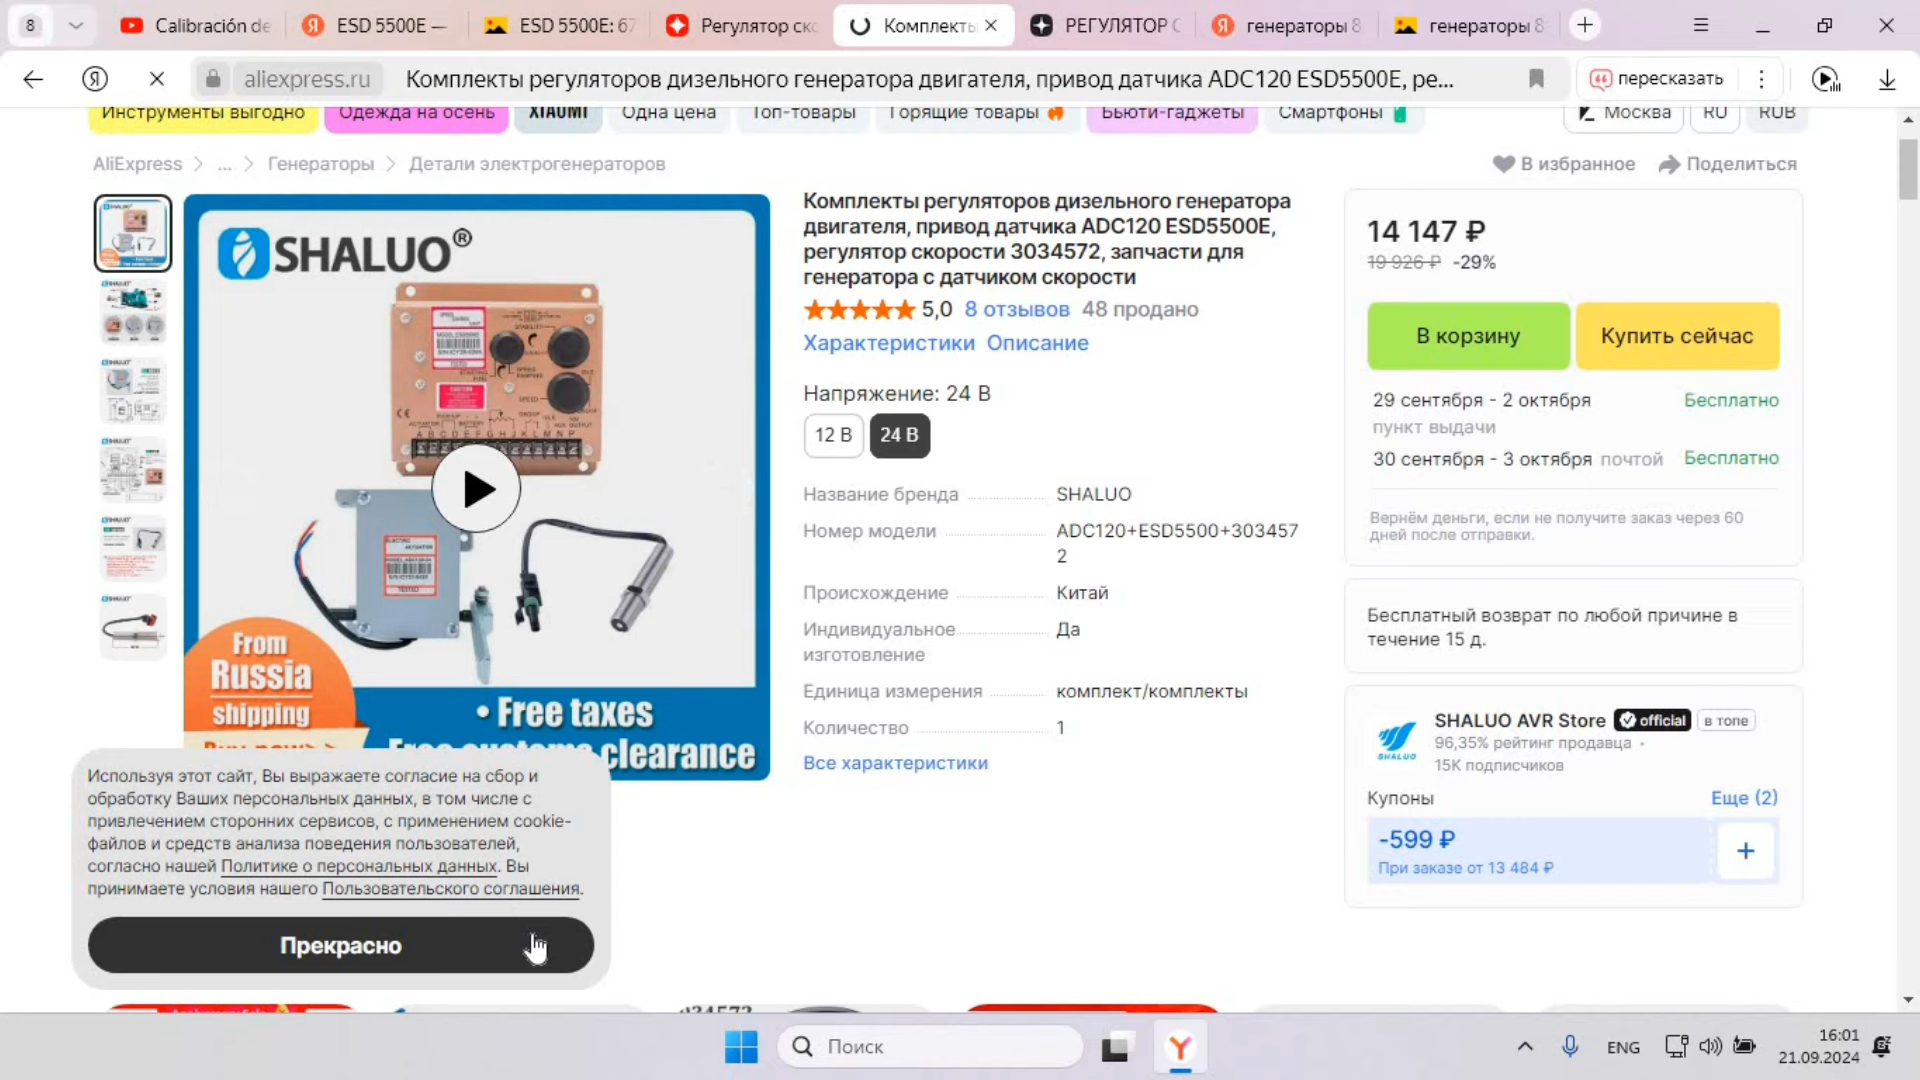 8
Calibración de
ESD 5500E —
ESD 5500E: 67
Регулятор ско
Комплекты
РЕГУЛЯТОР С
генераторы 8
генераторы 8
aliexpress.ru
Комплекты регуляторов дизельного генератора двигателя, привод датчика ADC120 ESD5500E, ре...
пересказать
Инструменты выгодно
Одежда на осень
XIAOMI
Одна цена
Топ-товары
Горящие товары
Бьюти-гаджеты
Смартфоны
Москва
RU
RUB
AliExpress
...
Генераторы
Детали электрогенераторов
В избранное
Поделиться
SHALUO®
From
Russia
shipping
Buy now>>
• Free taxes
Free customs clearance
Комплекты регуляторов дизельного генератора
двигателя, привод датчика ADC120 ESD5500E,
регулятор скорости 3034572, запчасти для
генератора с датчиком скорости
5,0 8 отзывов 48 продано
Характеристики Описание
Напряжение: 24 В
12 В
24 В
Название бренда SHALUO
Номер модели ADC120+ESD5500+303457
2
Происхождение Китай
Индивидуальное Да
изготовление
Единица измерения комплект/комплекты
Количество 1
Все характеристики
14 147 ₽
19 926 ₽ -29%
В корзину
Купить сейчас
29 сентября - 2 октября Бесплатно
пункт выдачи
30 сентября - 3 октября почтой Бесплатно
Вернём деньги, если не получите заказ через 60
дней после отправки.
Бесплатный возврат по любой причине в
течение 15 д.
SHALUO
SHALUO AVR Store official в топе
96,35% рейтинг продавца •
15K подписчиков
Купоны Еще (2)
-599 ₽
При заказе от 13 484 ₽
+
Используя этот сайт, Вы выражаете согласие на сбор и
обработку Ваших персональных данных, в том числе с
привлечением сторонних сервисов, с применением cookie-
файлов и средств анализа поведения пользователей,
согласно нашей Политике о персональных данных. Вы
принимаете условия нашего Пользовательского соглашения.
Прекрасно
Поиск
ENG
16:01
21.09.2024